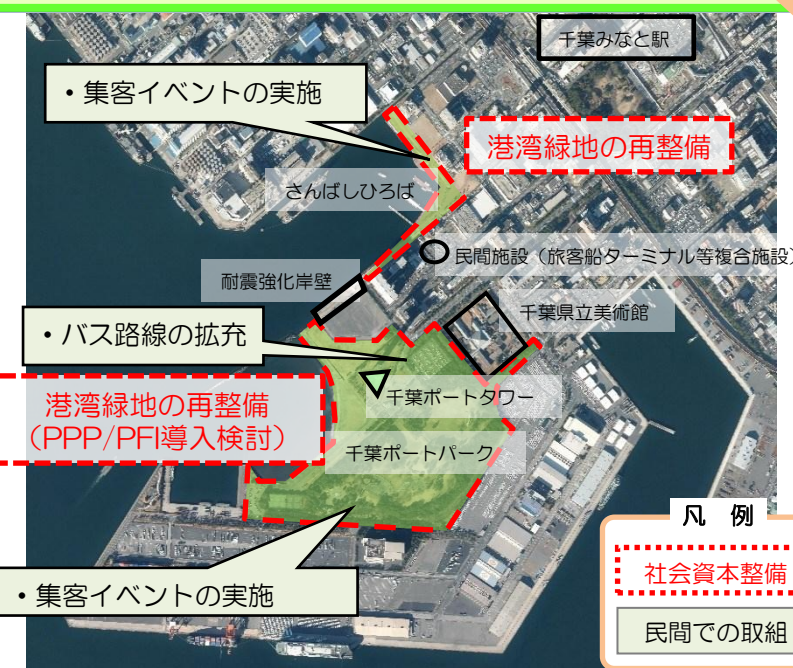 千葉みなと駅
・集客イベントの実施
港湾緑地の再整備
さんばしひろば
民間施設（旅客船ターミナル等複合施設）
耐震強化岸壁
千葉県立美術館
・バス路線の拡充
千葉ポートタワー
港湾緑地の再整備
（PPP/PFI導入検討）
千葉ポートパーク
凡　例
社会資本整備
・集客イベントの実施
民間での取組